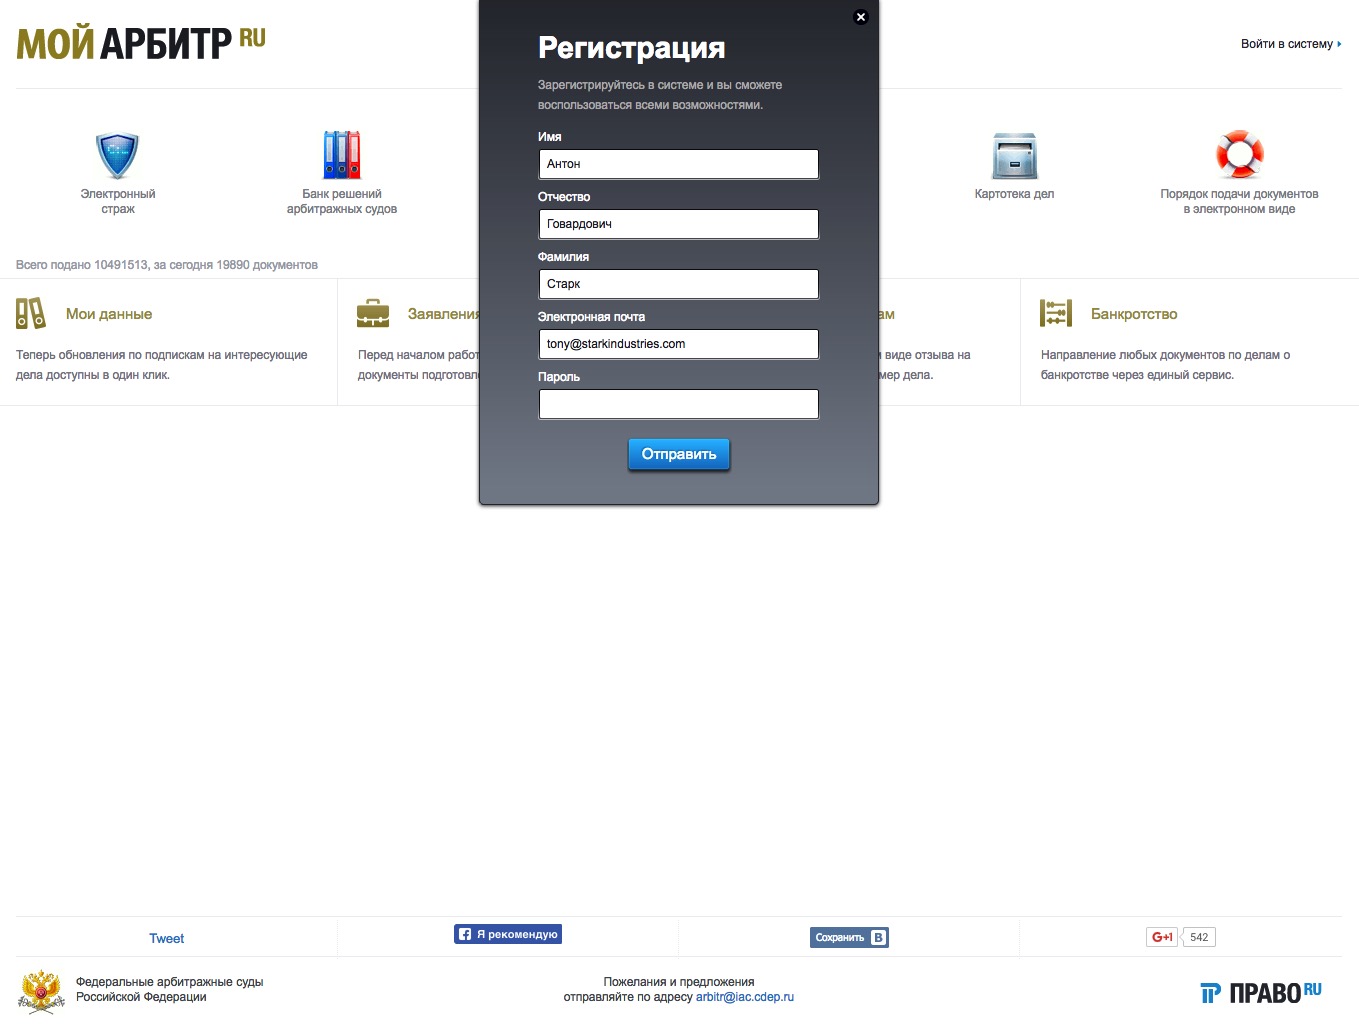 МОЙ АРБИТР RU
Войти в систему
Электронный
страж
Банк решений
арбитражных судов
Картотека дел
Порядок подачи документов
в электронном виде
Всего подано 10491513, за сегодня 19890 документов
Мои данные
Теперь обновления по подпискам на интересующие
дела доступны в один клик.
Заявления
Перед началом работ
документы подготовл
ам
виде отзыва на
мер дела.
Банкротство
Направление любых документов по делам о
банкротстве через единый сервис.
Регистрация
Зарегистрируйтесь в системе и вы сможете
воспользоваться всеми возможностями.
Имя
Антон
Отчество
Говардович
Фамилия
Старк
Электронная почта
tony@starkindustries.com
Пароль
Отправить
Tweet
Я рекомендую
Сохранить B
G+1 542
Федеральные арбитражные суды
Российской Федерации
Пожелания и предложения
отправляйте по адресу arbitr@iac.cdep.ru
ПРАВО RU